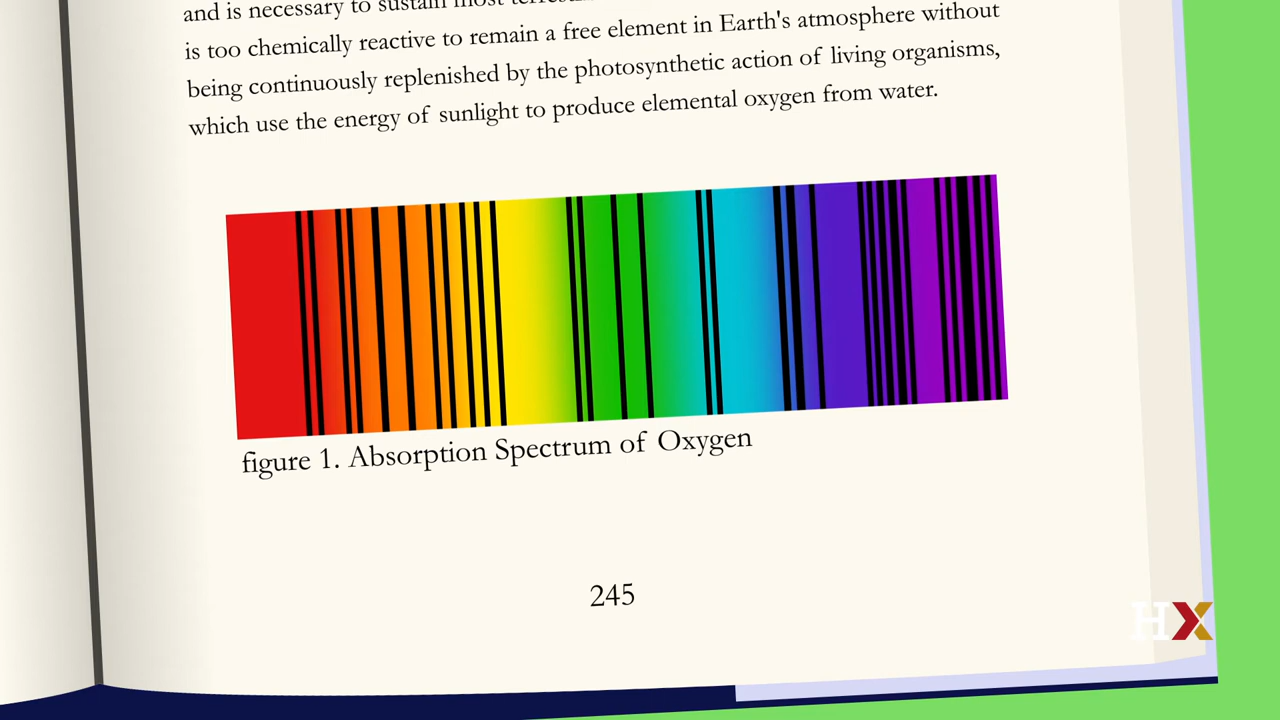 and is necessary to sustain most
is too chemically reactive to remain a free element in Earth's atmosphere without
being continuously replenished by the photosynthetic action of living organisms,
which use the energy of sunlight to produce elemental oxygen from water.
figure 1. Absorption Spectrum of Oxygen
245
HX